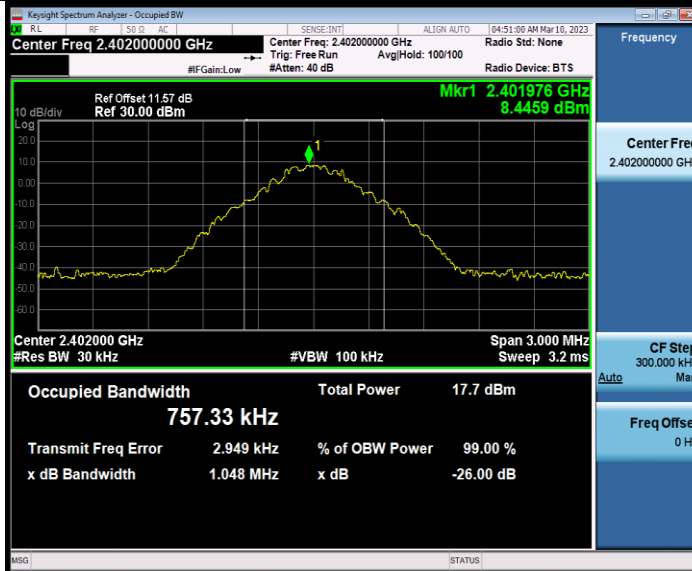 Keysight Spectrum Analyzer - Occupied BW
RL RF 50 Ω AC SENSE:INT ALIGN AUTO 04:51:00 AM Mar 10, 2023
Center Freq 2.402000000 GHz
Center Freq: 2.402000000 GHz
Radio Std: None
Trig: Free Run Avg|Hold: 100/100
#IFGain:Low #Atten: 40 dB Radio Device: BTS
Frequency
Ref Offset 11.57 dB
Mkr1 2.401976 GHz
10 dB/div Ref 30.00 dBm 8.4459 dBm
Log
20.0
10.0
0.00
-10.0
-20.0
-30.0
-40.0
-50.0
-60.0
1
Center 2.402000 GHz Span 3.000 MHz
#Res BW 30 kHz #VBW 100 kHz Sweep 3.2 ms
Occupied Bandwidth Total Power 17.7 dBm
757.33 kHz
Transmit Freq Error 2.949 kHz % of OBW Power 99.00 %
x dB Bandwidth 1.048 MHz x dB -26.00 dB
Center Fre
2.402000000 GH
CF Step
300.000 kH
Auto Ma
Freq Offse
0 H
MSG STATUS